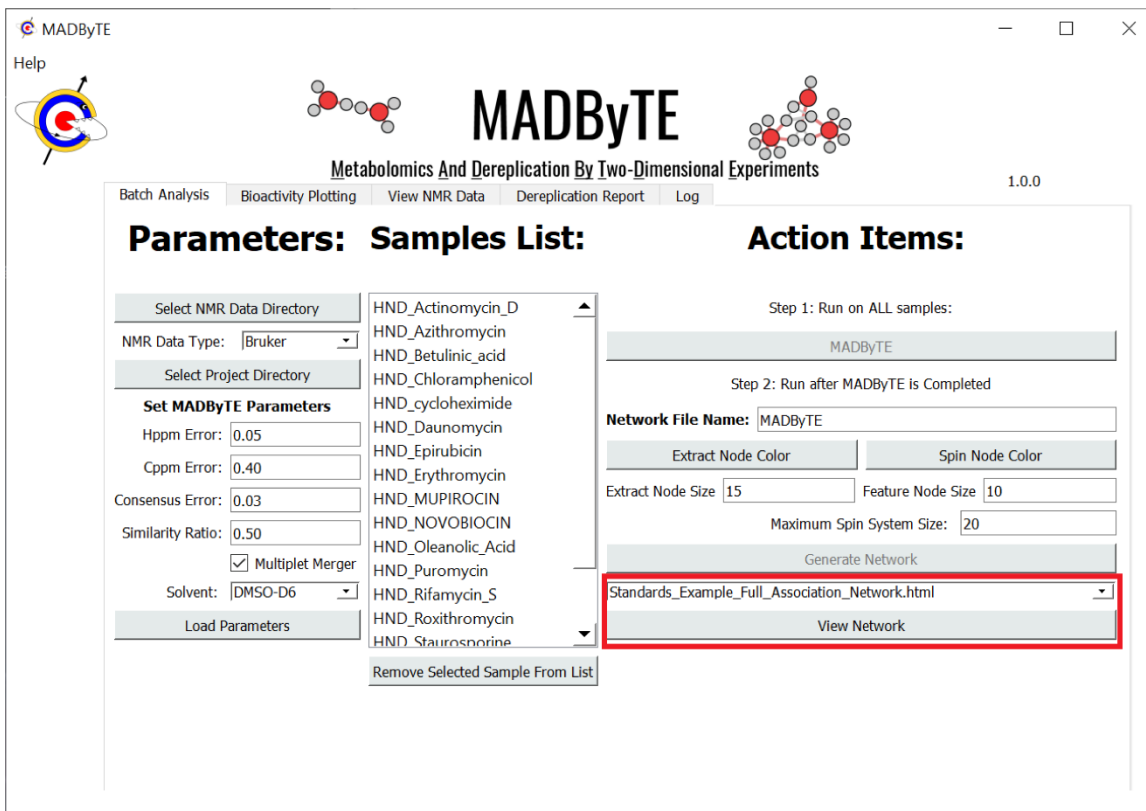 MADByTE
Help
MADByTE
Metabolomics And Dereplication By Two-Dimensional Experiments
1.0.0
Batch Analysis Bioactivity Plotting View NMR Data Dereplication Report Log
Parameters:
Select NMR Data Directory
NMR Data Type: Bruker
Select Project Directory
Set MADByTE Parameters
Hppm Error: 0.05
Cppm Error: 0.40
Consensus Error: 0.03
Similarity Ratio: 0.50
Multiplet Merger
Solvent: DMSO-D6
Load Parameters
Samples List:
HND_Actinomycin_D
HND_Azithromycin
HND_Betulinic_acid
HND_Chloramphenicol
HND_cycloheximide
HND_Daunomycin
HND_Epirubicin
HND_Erythromycin
HND_MUPIROCIN
HND_NOVOBIOCIN
HND_Oleanolic_Acid
HND_Puromycin
HND_Rifamycin_S
HND_Roxithromycin
HND_Staurosporine
Remove Selected Sample From List
Action Items:
Step 1: Run on ALL samples:
MADByTE
Step 2: Run after MADByTE is Completed
Network File Name: MADByTE
Extract Node Color Spin Node Color
Extract Node Size 15 Feature Node Size 10
Maximum Spin System Size: 20
Generate Network
Standards_Example_Full_Association_Network.html
View Network